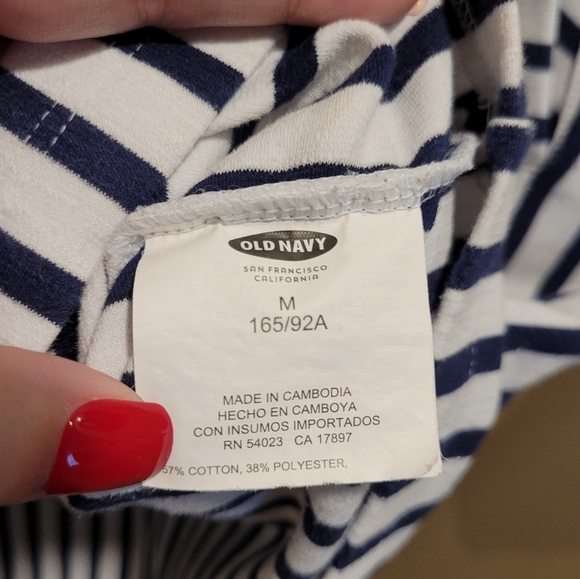 OLD NAVY
SAN FRANCISCO
CALIFORNIA
M
165/92A
MADE IN CAMBODIA
HECHO EN CAMBOYA
CON INSUMOS IMPORTADOS
RN 54023 CA 17897
57% COTTON, 38% POLYESTER,